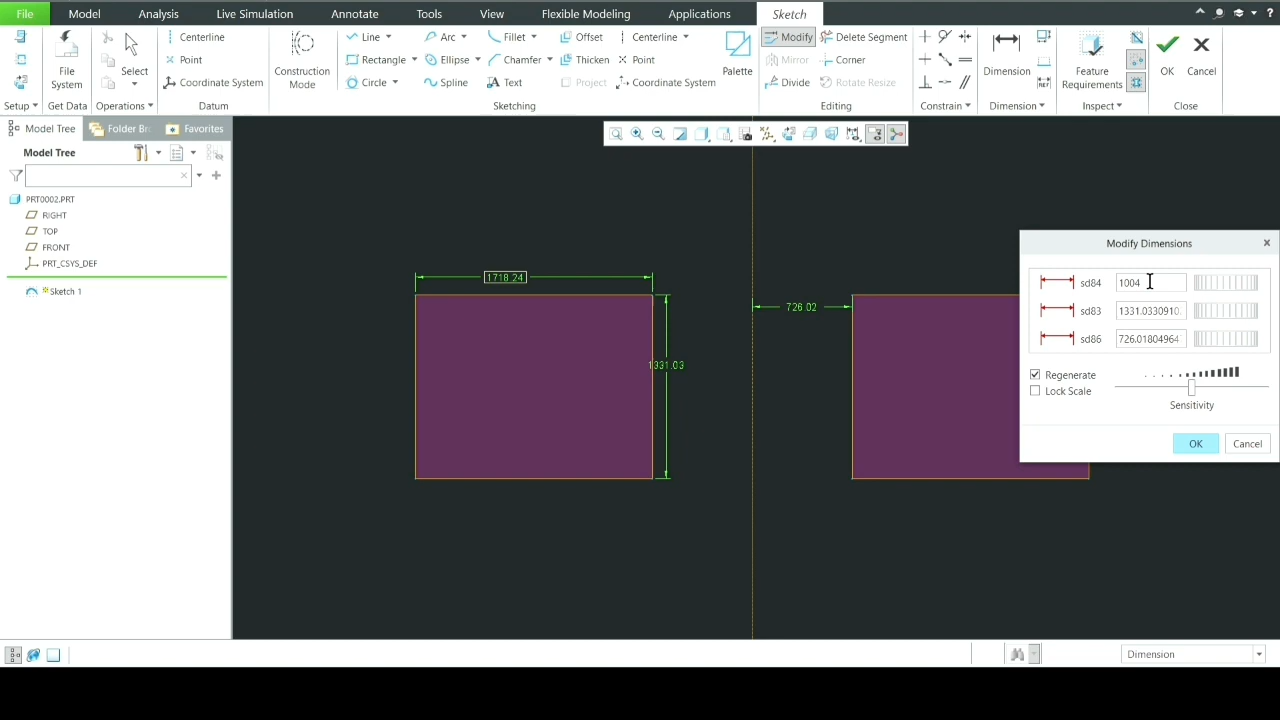 File Model Analysis Live Simulation Annotate Tools View Flexible Modeling Applications Sketch
Centerline Line Arc Fillet Offset Centerline Modify Delete Segment
Point Rectangle Ellipse Chamfer Thicken Point Mirror Corner
File System Select Coordinate System Construction Mode Circle Spline Text Project Coordinate System Palette Divide Rotate Resize Dimension Feature Requirements OK Cancel
Setup Get Data Operations Datum Sketching Editing Constrain Dimension Inspect Close
Model Tree Folder Br Favorites
Model Tree
PRT0002.PRT
RIGHT
TOP
FRONT
PRT_CSYS_DEF
Sketch 1
1718.24
726.02
1331.03
Modify Dimensions
sd84 1004
sd83 1331.0330910
sd86 726.01804964
Regenerate
Lock Scale
Sensitivity
OK Cancel
REF
Dimension